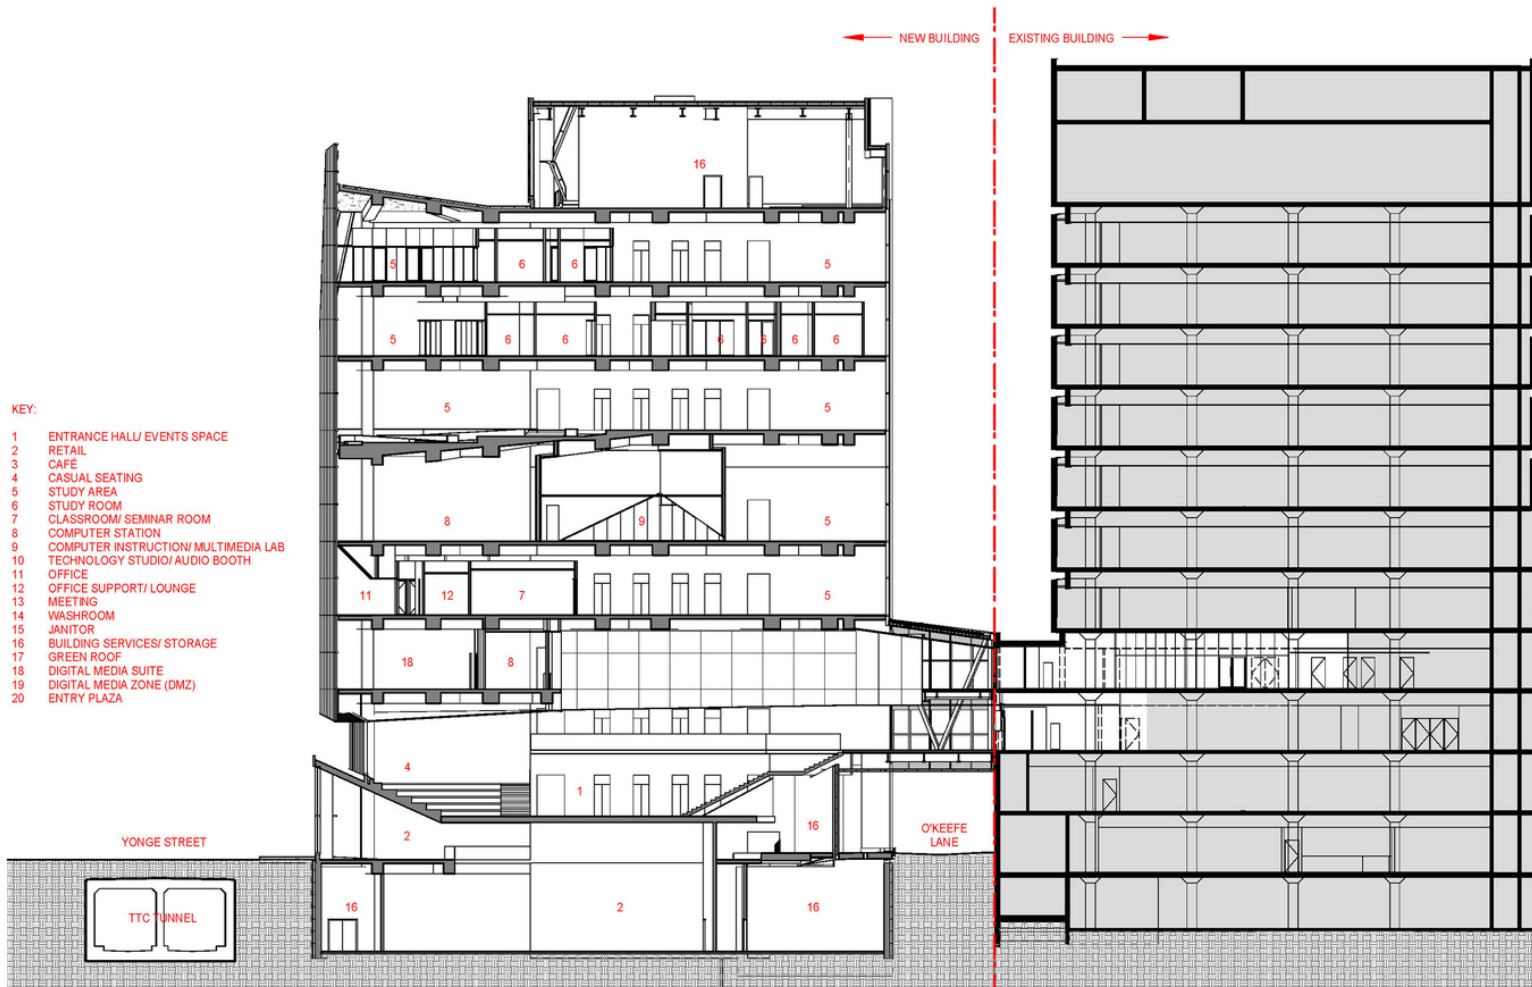 NEW BUILDING EXISTING BUILDING
16
5 6 6 5
5 6 6 6 6 6 6
5 5
8 9 5
11 12 7 5
18 8
4
1
2 16
16 2 16
O'KEEFE
LANE
YONGE STREET
TTC TUNNEL
KEY:
1 ENTRANCE HALL/ EVENTS SPACE
2 RETAIL
3 CAFÉ
4 CASUAL SEATING
5 STUDY AREA
6 STUDY ROOM
7 CLASSROOM/ SEMINAR ROOM
8 COMPUTER STATION
9 COMPUTER INSTRUCTION/ MULTIMEDIA LAB
10 TECHNOLOGY STUDIO/ AUDIO BOOTH
11 OFFICE
12 OFFICE SUPPORT/ LOUNGE
13 MEETING
14 WASHROOM
15 JANITOR
16 BUILDING SERVICES/ STORAGE
17 GREEN ROOF
18 DIGITAL MEDIA SUITE
19 DIGITAL MEDIA ZONE (DMZ)
20 ENTRY PLAZA